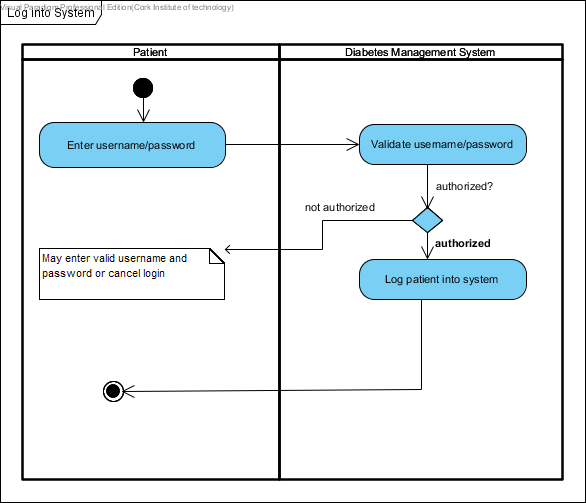 Visual Paradigm Professional Edition(Cork Institute of technology)
Log into System
Patient
Diabetes Management System
Enter username/password
Validate username/password
authorized?
not authorized
authorized
May enter valid username and
password or cancel login
Log patient into system